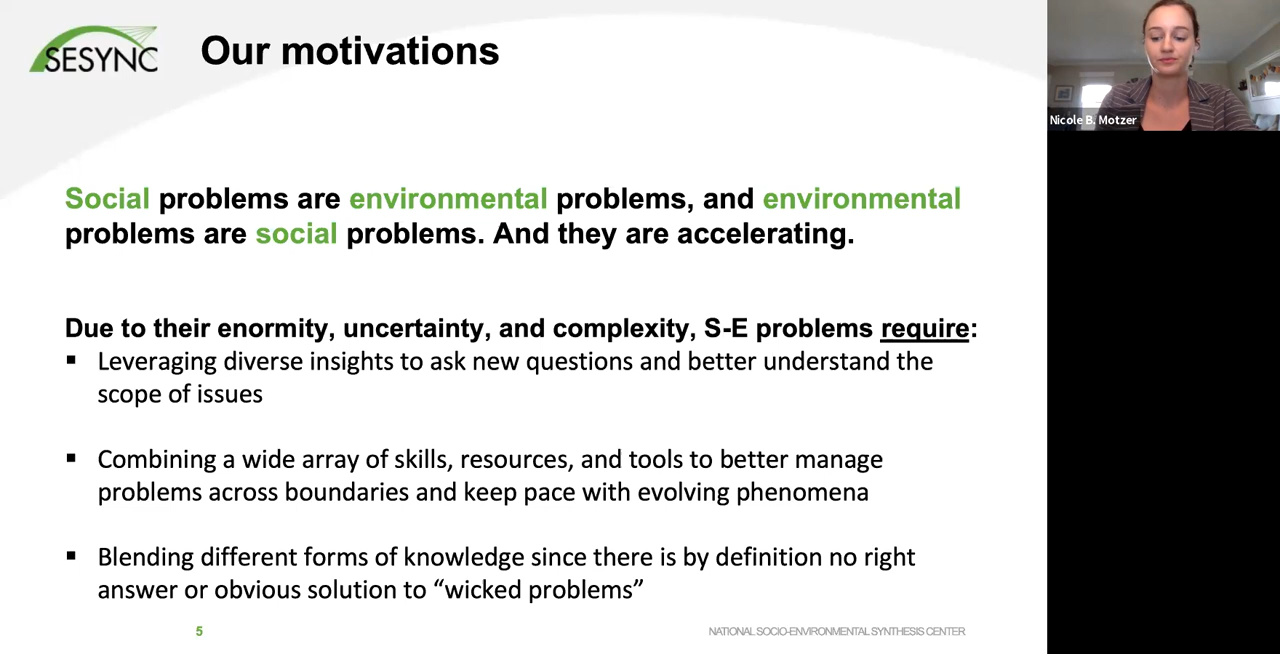 SESYNC
Our motivations
Nicole B. Motzer
Social problems are environmental problems, and environmental
problems are social problems. And they are accelerating.
Due to their enormity, uncertainty, and complexity, S-E problems require:
▪ Leveraging diverse insights to ask new questions and better understand the
scope of issues
▪ Combining a wide array of skills, resources, and tools to better manage
problems across boundaries and keep pace with evolving phenomena
▪ Blending different forms of knowledge since there is by definition no right
answer or obvious solution to “wicked problems”
5
NATIONAL SOCIO-ENVIRONMENTAL SYNTHESIS CENTER